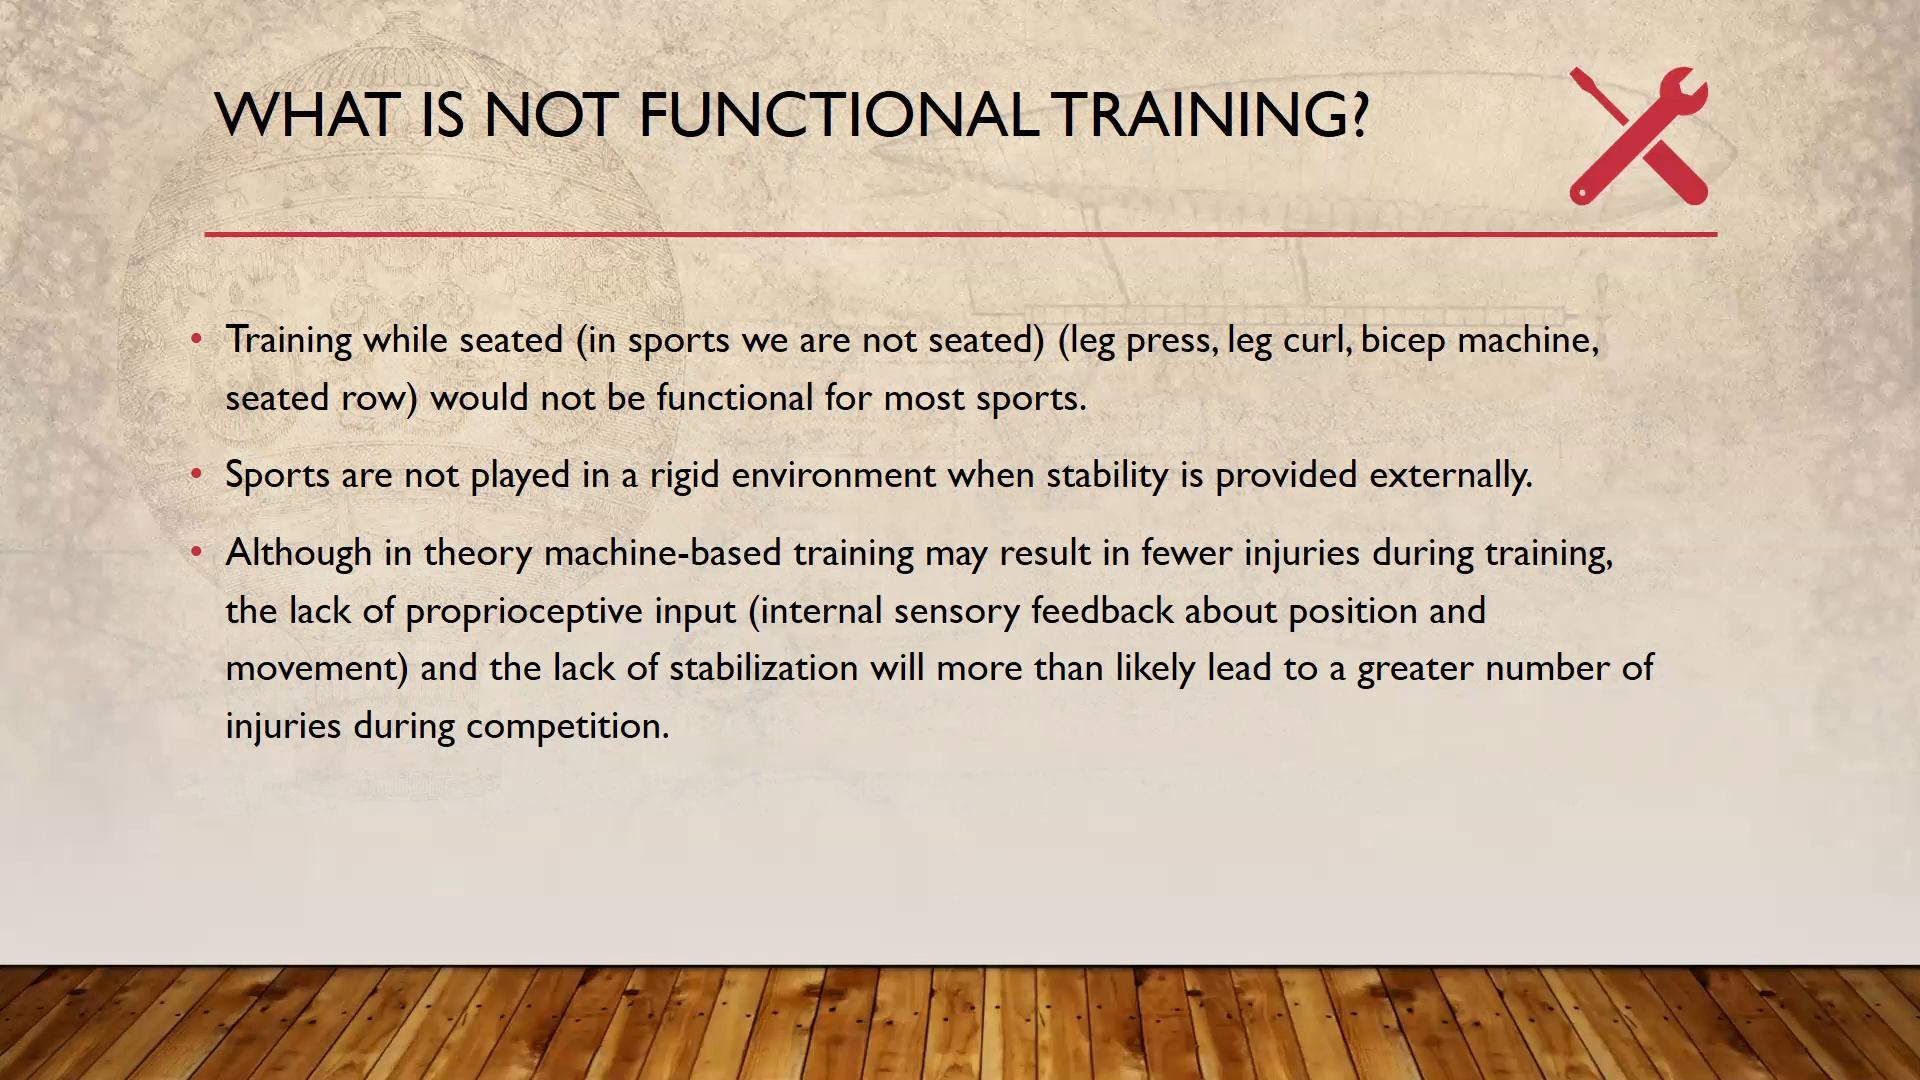 WHAT IS NOT FUNCTIONAL TRAINING?
• Training while seated (in sports we are not seated) (leg press, leg curl, bicep machine,
seated row) would not be functional for most sports.
• Sports are not played in a rigid environment when stability is provided externally.
• Although in theory machine-based training may result in fewer injuries during training,
the lack of proprioceptive input (internal sensory feedback about position and
movement) and the lack of stabilization will more than likely lead to a greater number of
injuries during competition.